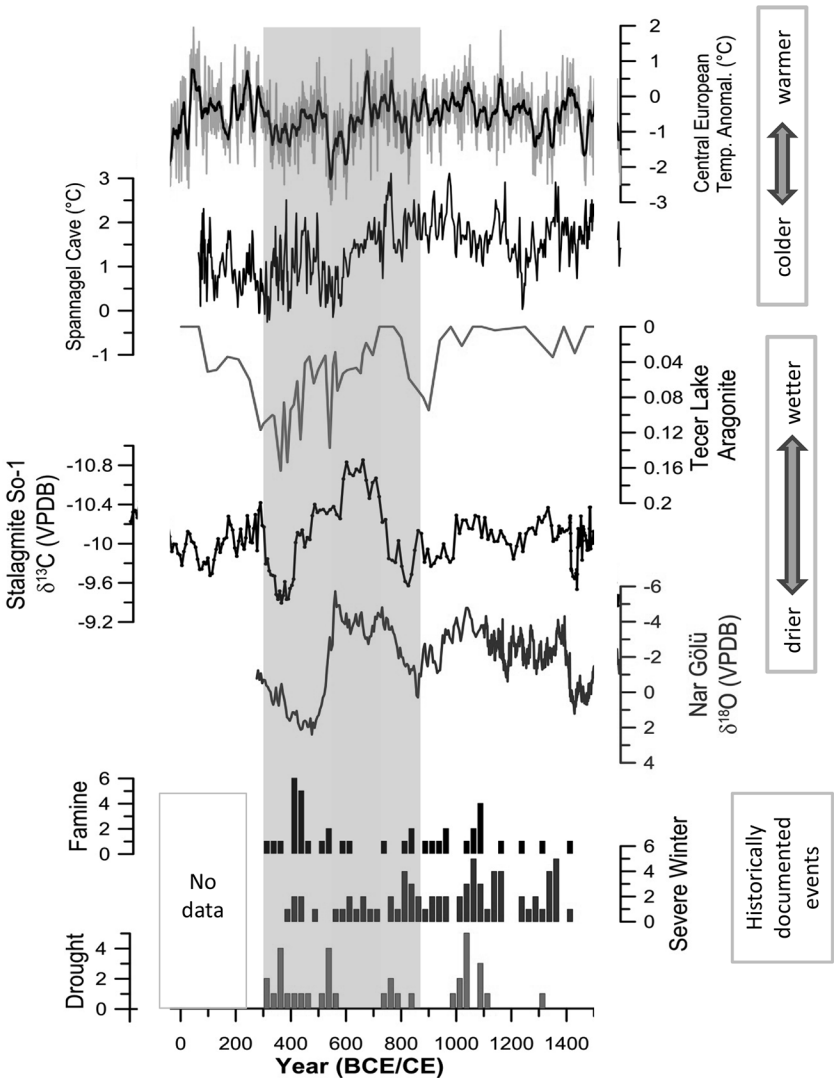 2
1
0
-1
-2
-3
Central European
Temp. Anomal. (°C)
warmer
colder
3
2
1
0
-1
Spannagel Cave (°C)
0
0.04
0.08
0.12
0.16
0.2
Tecer Lake
Aragonite
wetter
drier
-10.8
-10.4
-10
-9.6
-9.2
Stalagmite So-1
δ13C (VPDB)
-6
-4
-2
0
2
4
Nar Gölü
δ18O (VPDB)
6
4
2
0
Famine
No
data
6
4
2
0
Severe Winter
Historically
documented
events
4
2
0
Drought
0 200 400 600 800 1000 1200 1400
Year (BCE/CE)